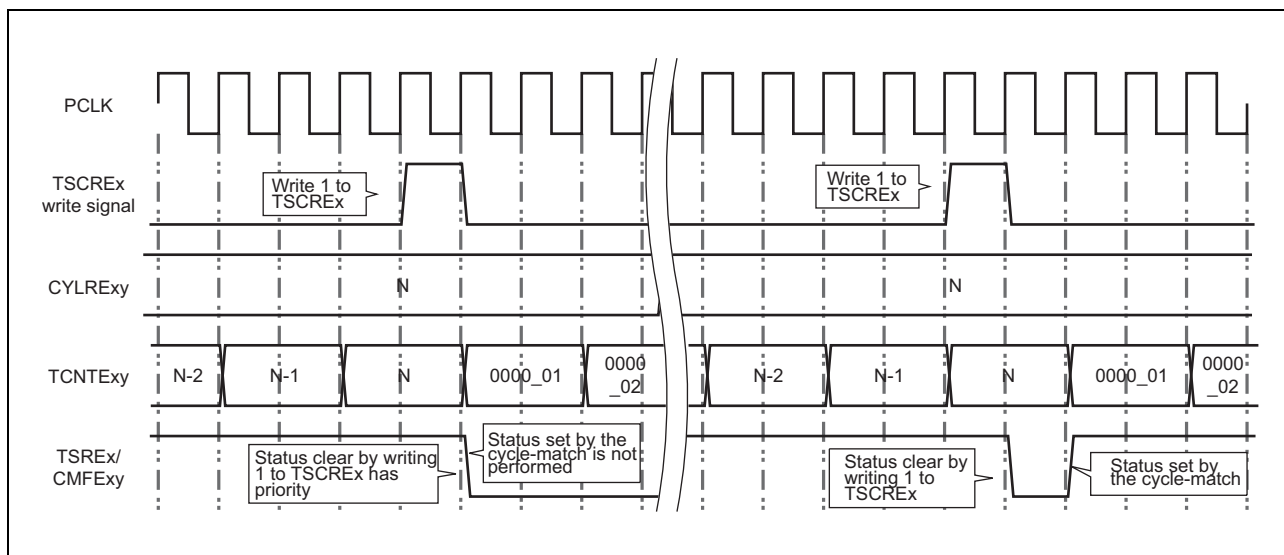 PCLK
TSCREx
write signal
Write 1 to
TSCREx
Write 1 to
TSCREx
CYLRExy
N
N
TCNTExy
N-2
N-1
N
0000_01
0000
_02
N-2
N-1
N
0000_01
0000
_02
TSREx/
CMFExy
Status clear by writing
1 to TSCREx has
priority
Status set by the
cycle-match is not
performed
Status clear by
writing 1 to
TSCREx
Status set by
the cycle-match